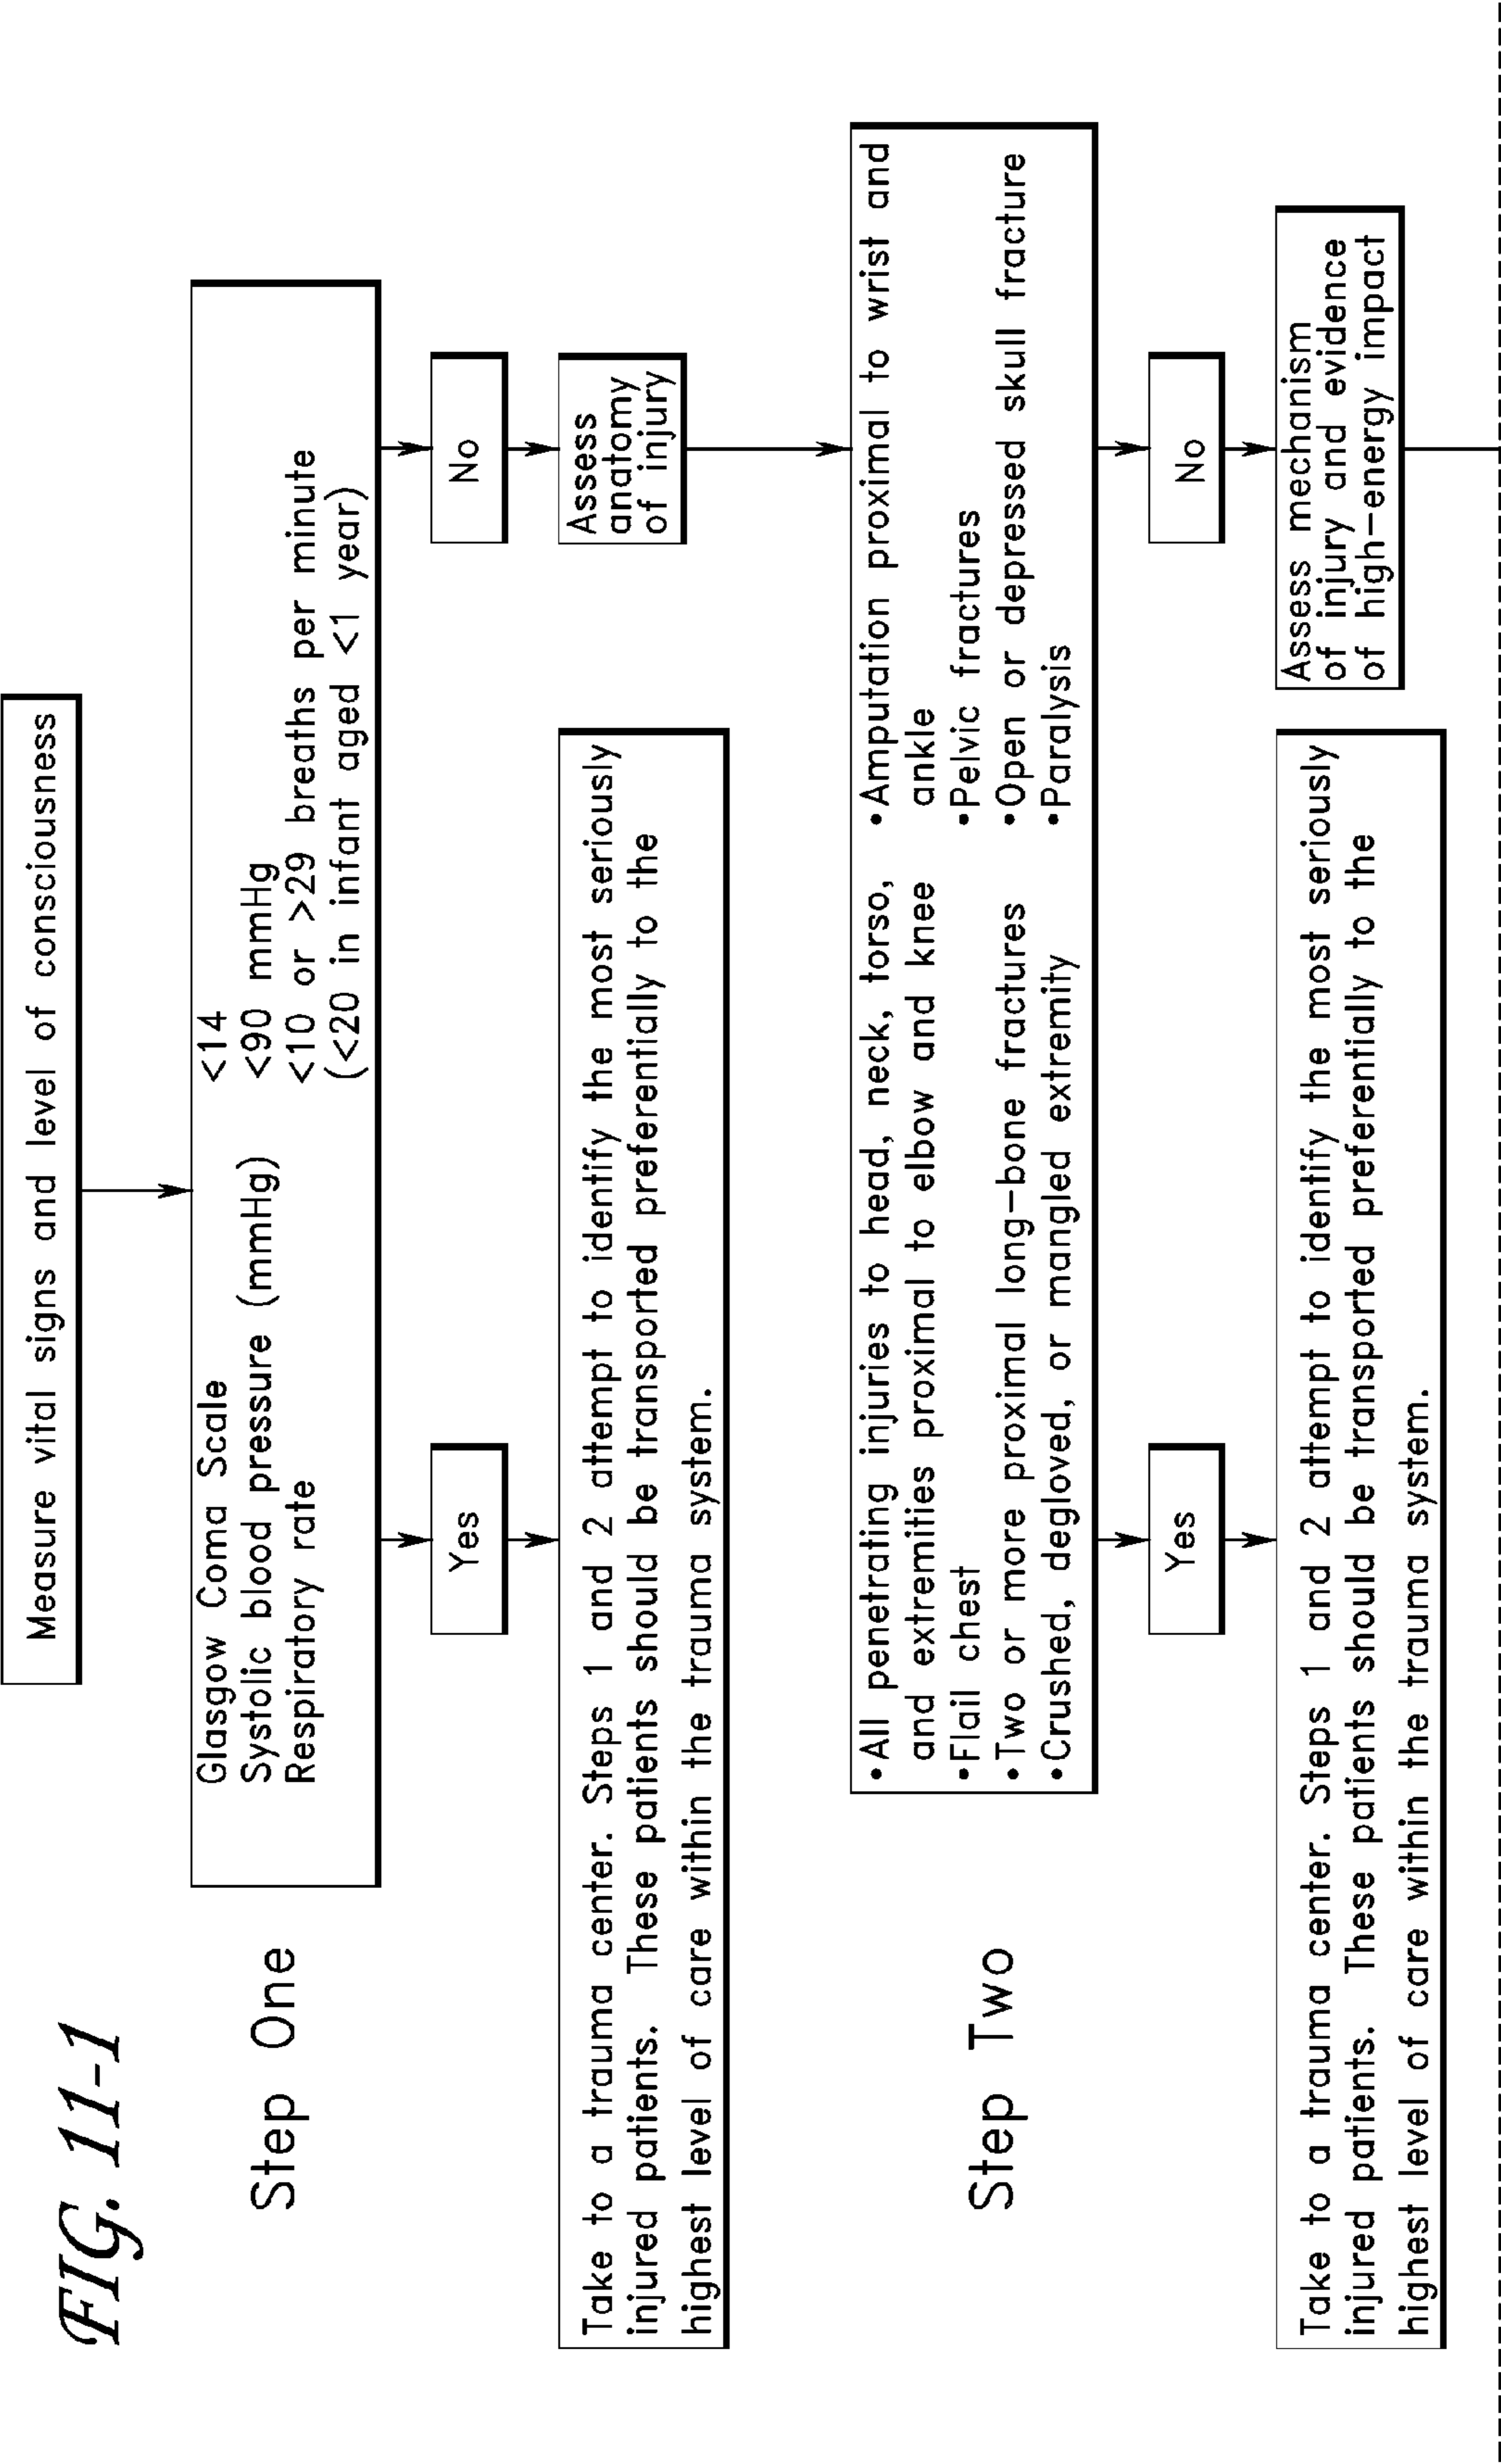 FIG. 11-1
Measure vital signs and level of consciousness
Step One
Glasgow Coma Scale <14
Systolic blood pressure (mmHg) <90 mmHg
Respiratory rate <10 or >29 breaths per minute
(<20 in infant aged <1 year)
Yes
No
Take to a trauma center. Steps 1 and 2 attempt to identify the most seriously
injured patients. These patients should be transported preferentially to the
highest level of care within the trauma system.
Assess
anatomy
of injury
Step Two
•All penetrating injuries to head, neck, torso,
and extremities proximal to elbow and knee
•Flail chest
•Two or more proximal long-bone fractures
•Crushed, degloved, or mangled extremity
•Amputation proximal to wrist and
ankle
•Pelvic fractures
•Open or depressed skull fracture
•Paralysis
Yes
No
Take to a trauma center. Steps 1 and 2 attempt to identify the most seriously
injured patients. These patients should be transported preferentially to the
highest level of care within the trauma system.
Assess mechanism
of injury and evidence
of high-energy impact